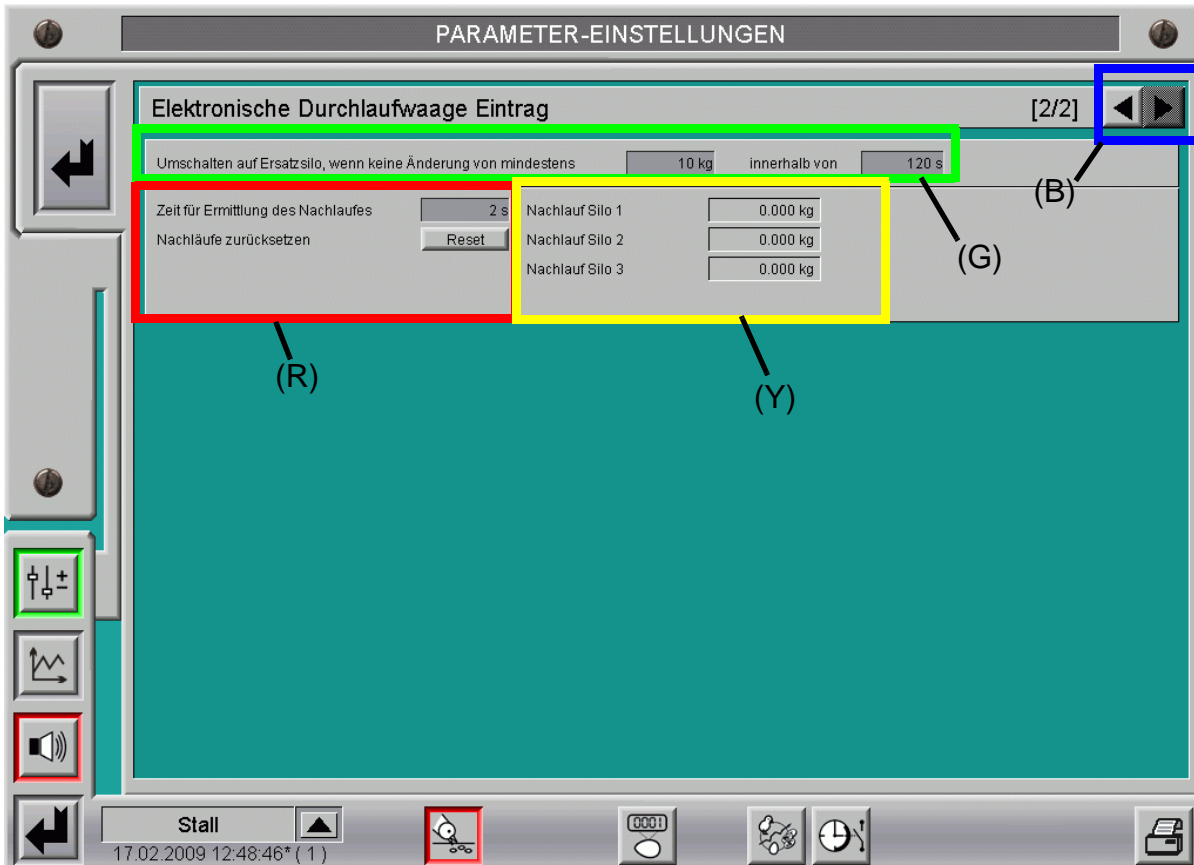 PARAMETER-EINSTELLUNGEN
Elektronische Durchlaufwaage Eintrag [2/2]
Umschalten auf Ersatzsilo, wenn keine Änderung von mindestens 10 kg innerhalb von 120 s
(B)
Zeit für Ermittlung des Nachlaufes 2 s Nachlauf Silo 1 0.000 kg
Nachläufe zurücksetzen Reset Nachlauf Silo 2 0.000 kg
(G)
Nachlauf Silo 3 0.000 kg
(R)
(Y)
Stall
0001
17.02.2009 12:48:46* ( 1 )